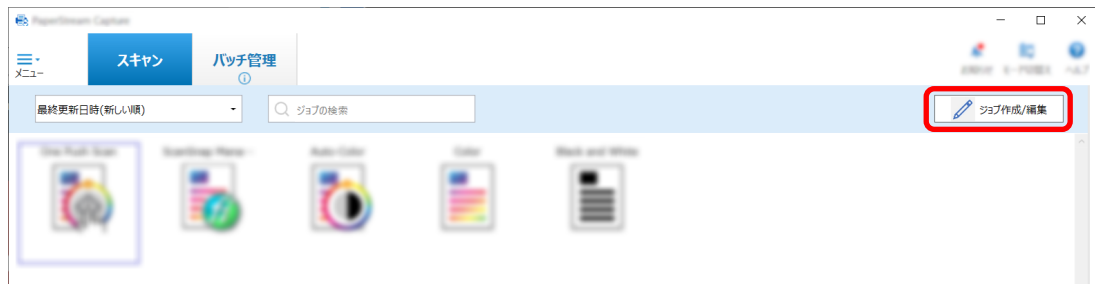 PaperStream Capture
メニュー
スキャン
バッチ管理
最終更新日時(新しい順)
ジョブの検索
ジョブ作成/編集
One Push Scan
Auto Color
Color
Black and White